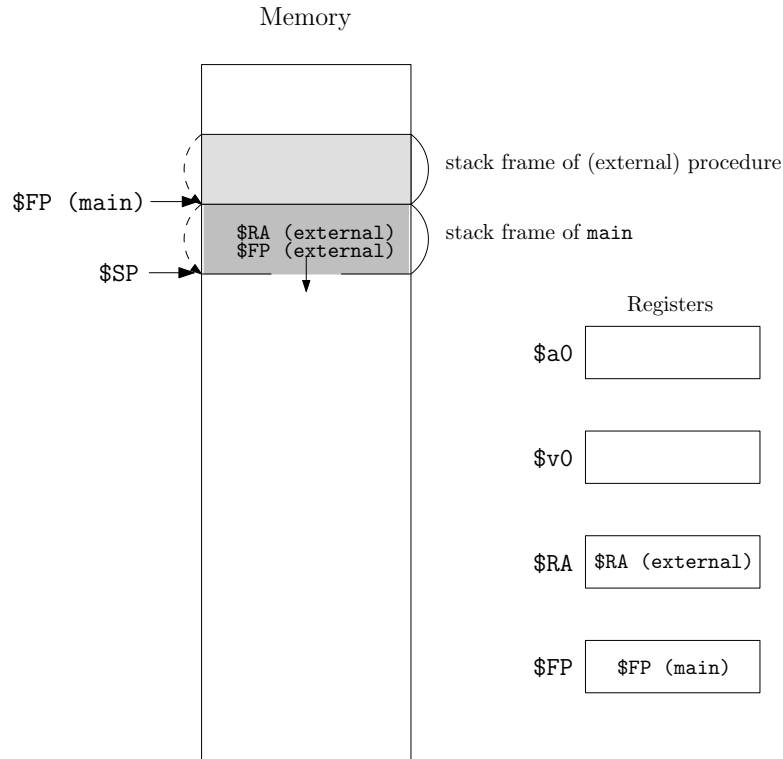 Memory
stack frame of (external) procedure
$FP (main)
$RA (external)
$FP (external)
stack frame of main
$SP
Registers
$a0
$v0
$RA
$RA (external)
$FP
$FP (main)